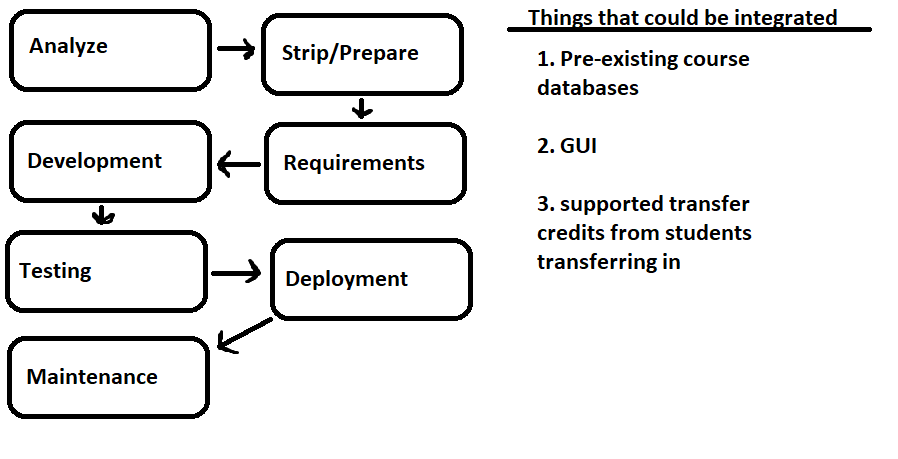 Analyze
Strip/Prepare
Requirements
Development
Testing
Deployment
Maintenance
Things that could be integrated
1. Pre-existing course
databases
2. GUI
3. supported transfer
credits from students
transferring in